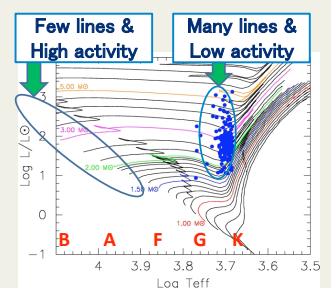 Few lines &
High activity
Many lines &
Low activity
Log L/L⊙
3
2
1
0
-1
5.00 M⊙
3.00 M⊙
2.00 M⊙
1.50 M⊙
1.00 M⊙
B A F G K
4 3.9 3.8 3.7 3.6 3.5
Log Teff